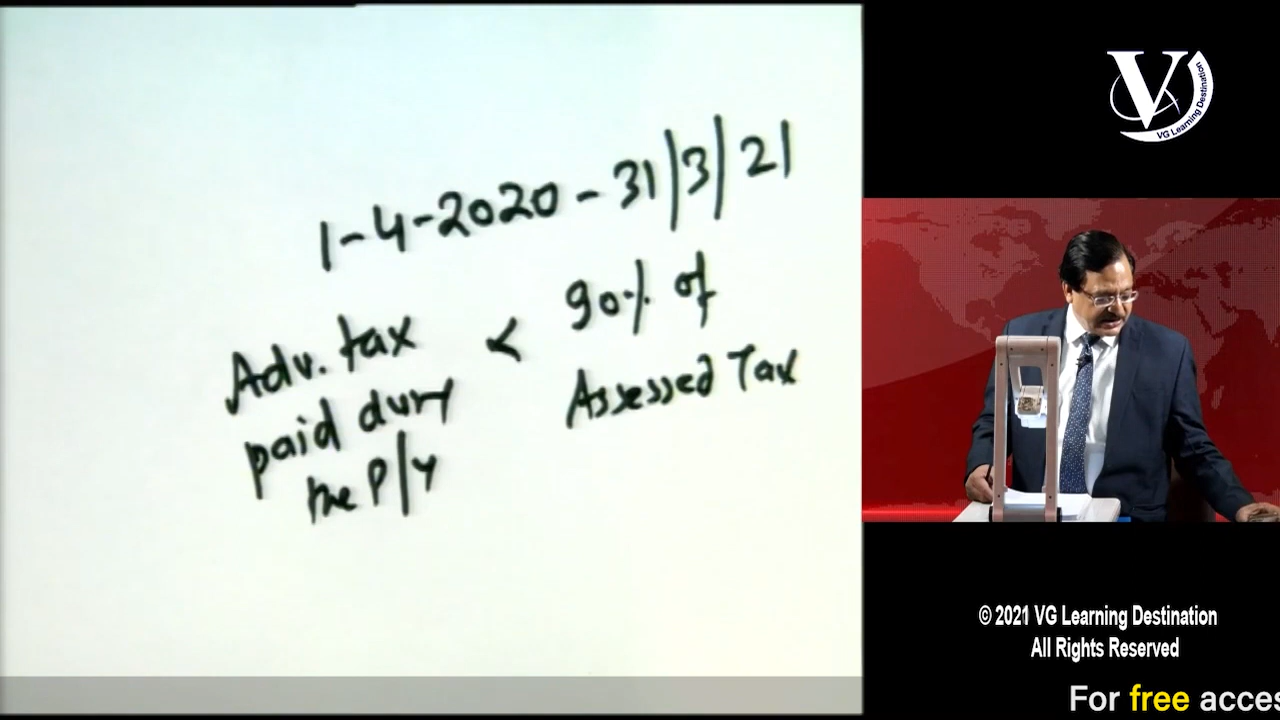 1-4-2020 - 31/3/21
Adv. tax < 90% of
paid dury Assessed Tax
the P/Y
V
VG Learning Destination
© 2021 VG Learning Destination
All Rights Reserved
For free acces